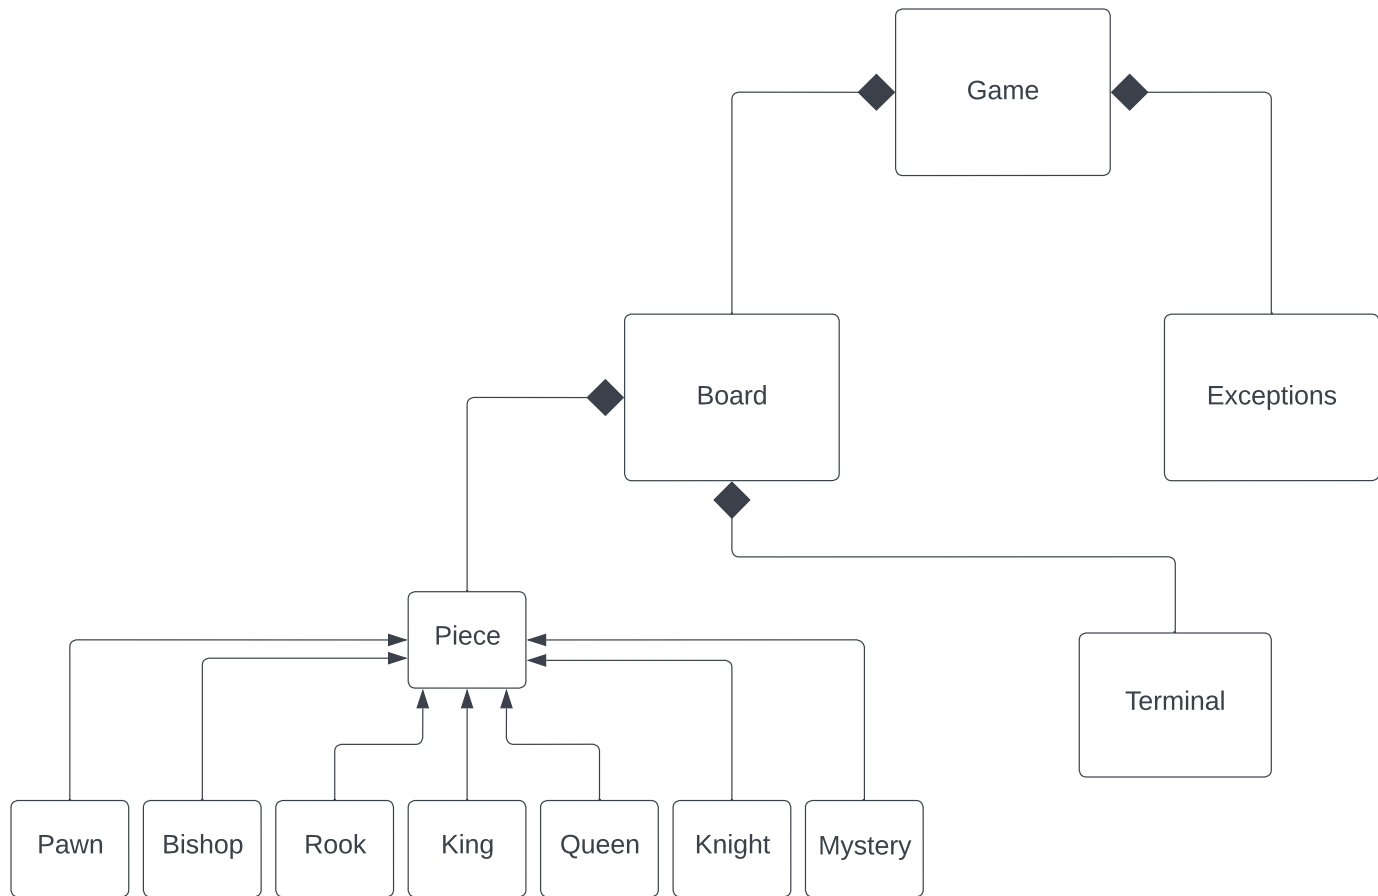 Game
Board
Exceptions
Piece
Terminal
Pawn
Bishop
Rook
King
Queen
Knight
Mystery